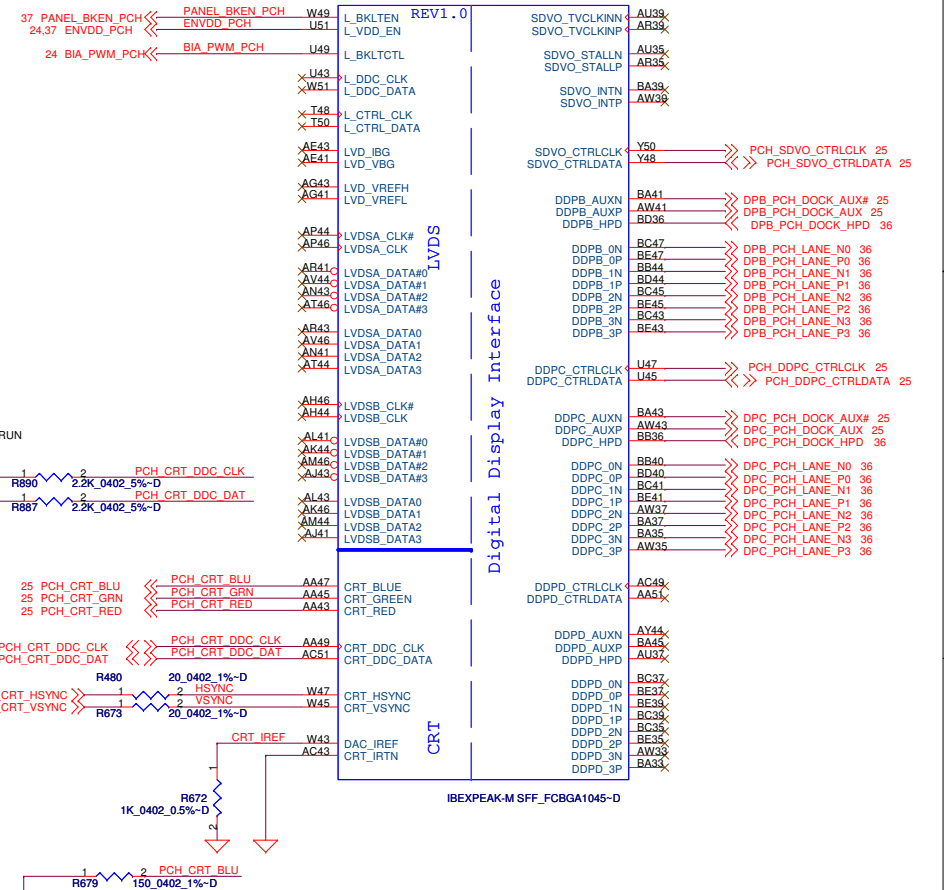 REV1.0
37 PANEL_BKEN_PCH PANEL_BKEN_PCH W49 L_BKLTEN
24,37 ENVDD_PCH ENVDD_PCH U51 L_VDD_EN
24 BIA_PWM_PCH BIA_PWM_PCH U49 L_BKLTCTL
U43 L_DDC_CLK
W51 L_DDC_DATA
T48 L_CTRL_CLK
T50 L_CTRL_DATA
AE43 LVD_IBG
AE41 LVD_VBG
AG43 LVD_VREFH
AG41 LVD_VREFL
AP44 LVDSA_CLK#
AP46 LVDSA_CLK
AR41 LVDSA_DATA#0
AV44 LVDSA_DATA#1
AN43 LVDSA_DATA#2
AT46 LVDSA_DATA#3
AR43 LVDSA_DATA0
AV46 LVDSA_DATA1
AN41 LVDSA_DATA2
AT44 LVDSA_DATA3
AH46 LVDSB_CLK#
AH44 LVDSB_CLK
AL41 LVDSB_DATA#0
AK44 LVDSB_DATA#1
AM46 LVDSB_DATA#2
AJ43 LVDSB_DATA#3
AL43 LVDSB_DATA0
AK46 LVDSB_DATA1
AM44 LVDSB_DATA2
AJ41 LVDSB_DATA3
LVDS
RUN
1 2 PCH_CRT_DDC_CLK
R890 2.2K_0402_5%~D
1 2 PCH_CRT_DDC_DAT
R887 2.2K_0402_5%~D
25 PCH_CRT_BLU PCH_CRT_BLU AA47 CRT_BLUE
25 PCH_CRT_GRN PCH_CRT_GRN AA45 CRT_GREEN
25 PCH_CRT_RED PCH_CRT_RED AA43 CRT_RED
PCH_CRT_DDC_CLK PCH_CRT_DDC_CLK AA49 CRT_DDC_CLK
PCH_CRT_DDC_DAT PCH_CRT_DDC_DAT AC51 CRT_DDC_DATA
R480 20_0402_1%~D
CRT_HSYNC 1 2 HSYNC W47 CRT_HSYNC
CRT_VSYNC 1 2 VSYNC W45 CRT_VSYNC
R673 20_0402_1%~D
CRT_IREF W43 DAC_IREF
AC43 CRT_IRTN
CRT
1
R672
1K_0402_0.5%~D
2
1 2 PCH_CRT_BLU
R679 150_0402_1%~D
Digital Display Interface
SDVO_TVCLKINN AU39
SDVO_TVCLKINP AR39
SDVO_STALLN AU35
SDVO_STALLP AR35
SDVO_INTN BA39
SDVO_INTP AW39
SDVO_CTRLCLK Y50 PCH_SDVO_CTRLCLK 25
SDVO_CTRLDATA Y48 PCH_SDVO_CTRLDATA 25
DDPB_AUXN BA41 DPB_PCH_DOCK_AUX# 25
DDPB_AUXP AW41 DPB_PCH_DOCK_AUX 25
DDPB_HPD BD36 DPB_PCH_DOCK_HPD 36
DDPB_0N BC47 DPB_PCH_LANE_N0 36
DDPB_0P BE47 DPB_PCH_LANE_P0 36
DDPB_1N BB44 DPB_PCH_LANE_N1 36
DDPB_1P BD44 DPB_PCH_LANE_P1 36
DDPB_2N BC45 DPB_PCH_LANE_N2 36
DDPB_2P BE45 DPB_PCH_LANE_P2 36
DDPB_3N BC43 DPB_PCH_LANE_N3 36
DDPB_3P BE43 DPB_PCH_LANE_P3 36
DDPC_CTRLCLK U47 PCH_DDPC_CTRLCLK 25
DDPC_CTRLDATA U45 PCH_DDPC_CTRLDATA 25
DDPC_AUXN BA43 DPC_PCH_DOCK_AUX# 25
DDPC_AUXP AW43 DPC_PCH_DOCK_AUX 25
DDPC_HPD BB36 DPC_PCH_DOCK_HPD 36
DDPC_0N BB40 DPC_PCH_LANE_N0 36
DDPC_0P BD40 DPC_PCH_LANE_P0 36
DDPC_1N BC41 DPC_PCH_LANE_N1 36
DDPC_1P BE41 DPC_PCH_LANE_P1 36
DDPC_2N AW37 DPC_PCH_LANE_N2 36
DDPC_2P BA37 DPC_PCH_LANE_P2 36
DDPC_3N BA35 DPC_PCH_LANE_N3 36
DDPC_3P AW35 DPC_PCH_LANE_P3 36
DDPD_CTRLCLK AC49
DDPD_CTRLDATA AA51
DDPD_AUXN AY44
DDPD_AUXP BA45
DDPD_HPD AU37
DDPD_0N BC37
DDPD_0P BE37
DDPD_1N BE39
DDPD_1P BC39
DDPD_2N BC35
DDPD_2P BE35
DDPD_3N AW33
DDPD_3P BA33
IBEXPEAK-M SFF_FCBGA1045~D